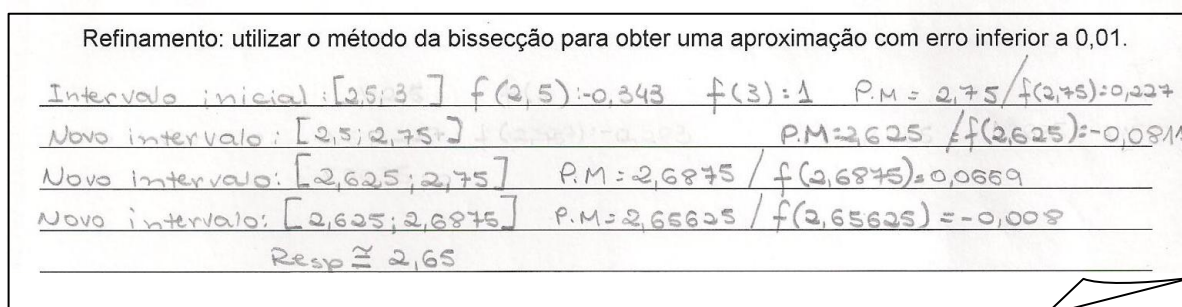 Refinamento: utilizar o método da bissecção para obter uma aproximação com erro inferior a 0,01.
Intervalo inicial: [2,5; 3] f(2,5):-0,343 f(3):1 P.M = 2,75/f(2,75)=0,227
Novo intervalo: [2,5; 2,75] P.M=2,625 /f(2,625)=-0,0811
Novo intervalo: [2,625; 2,75] P.M = 2,6875 / f(2,6875)=0,0659
Novo intervalo: [2,625; 2,6875] P.M=2,65625 / f(2,65625) = -0,008
Resp ≅ 2,65